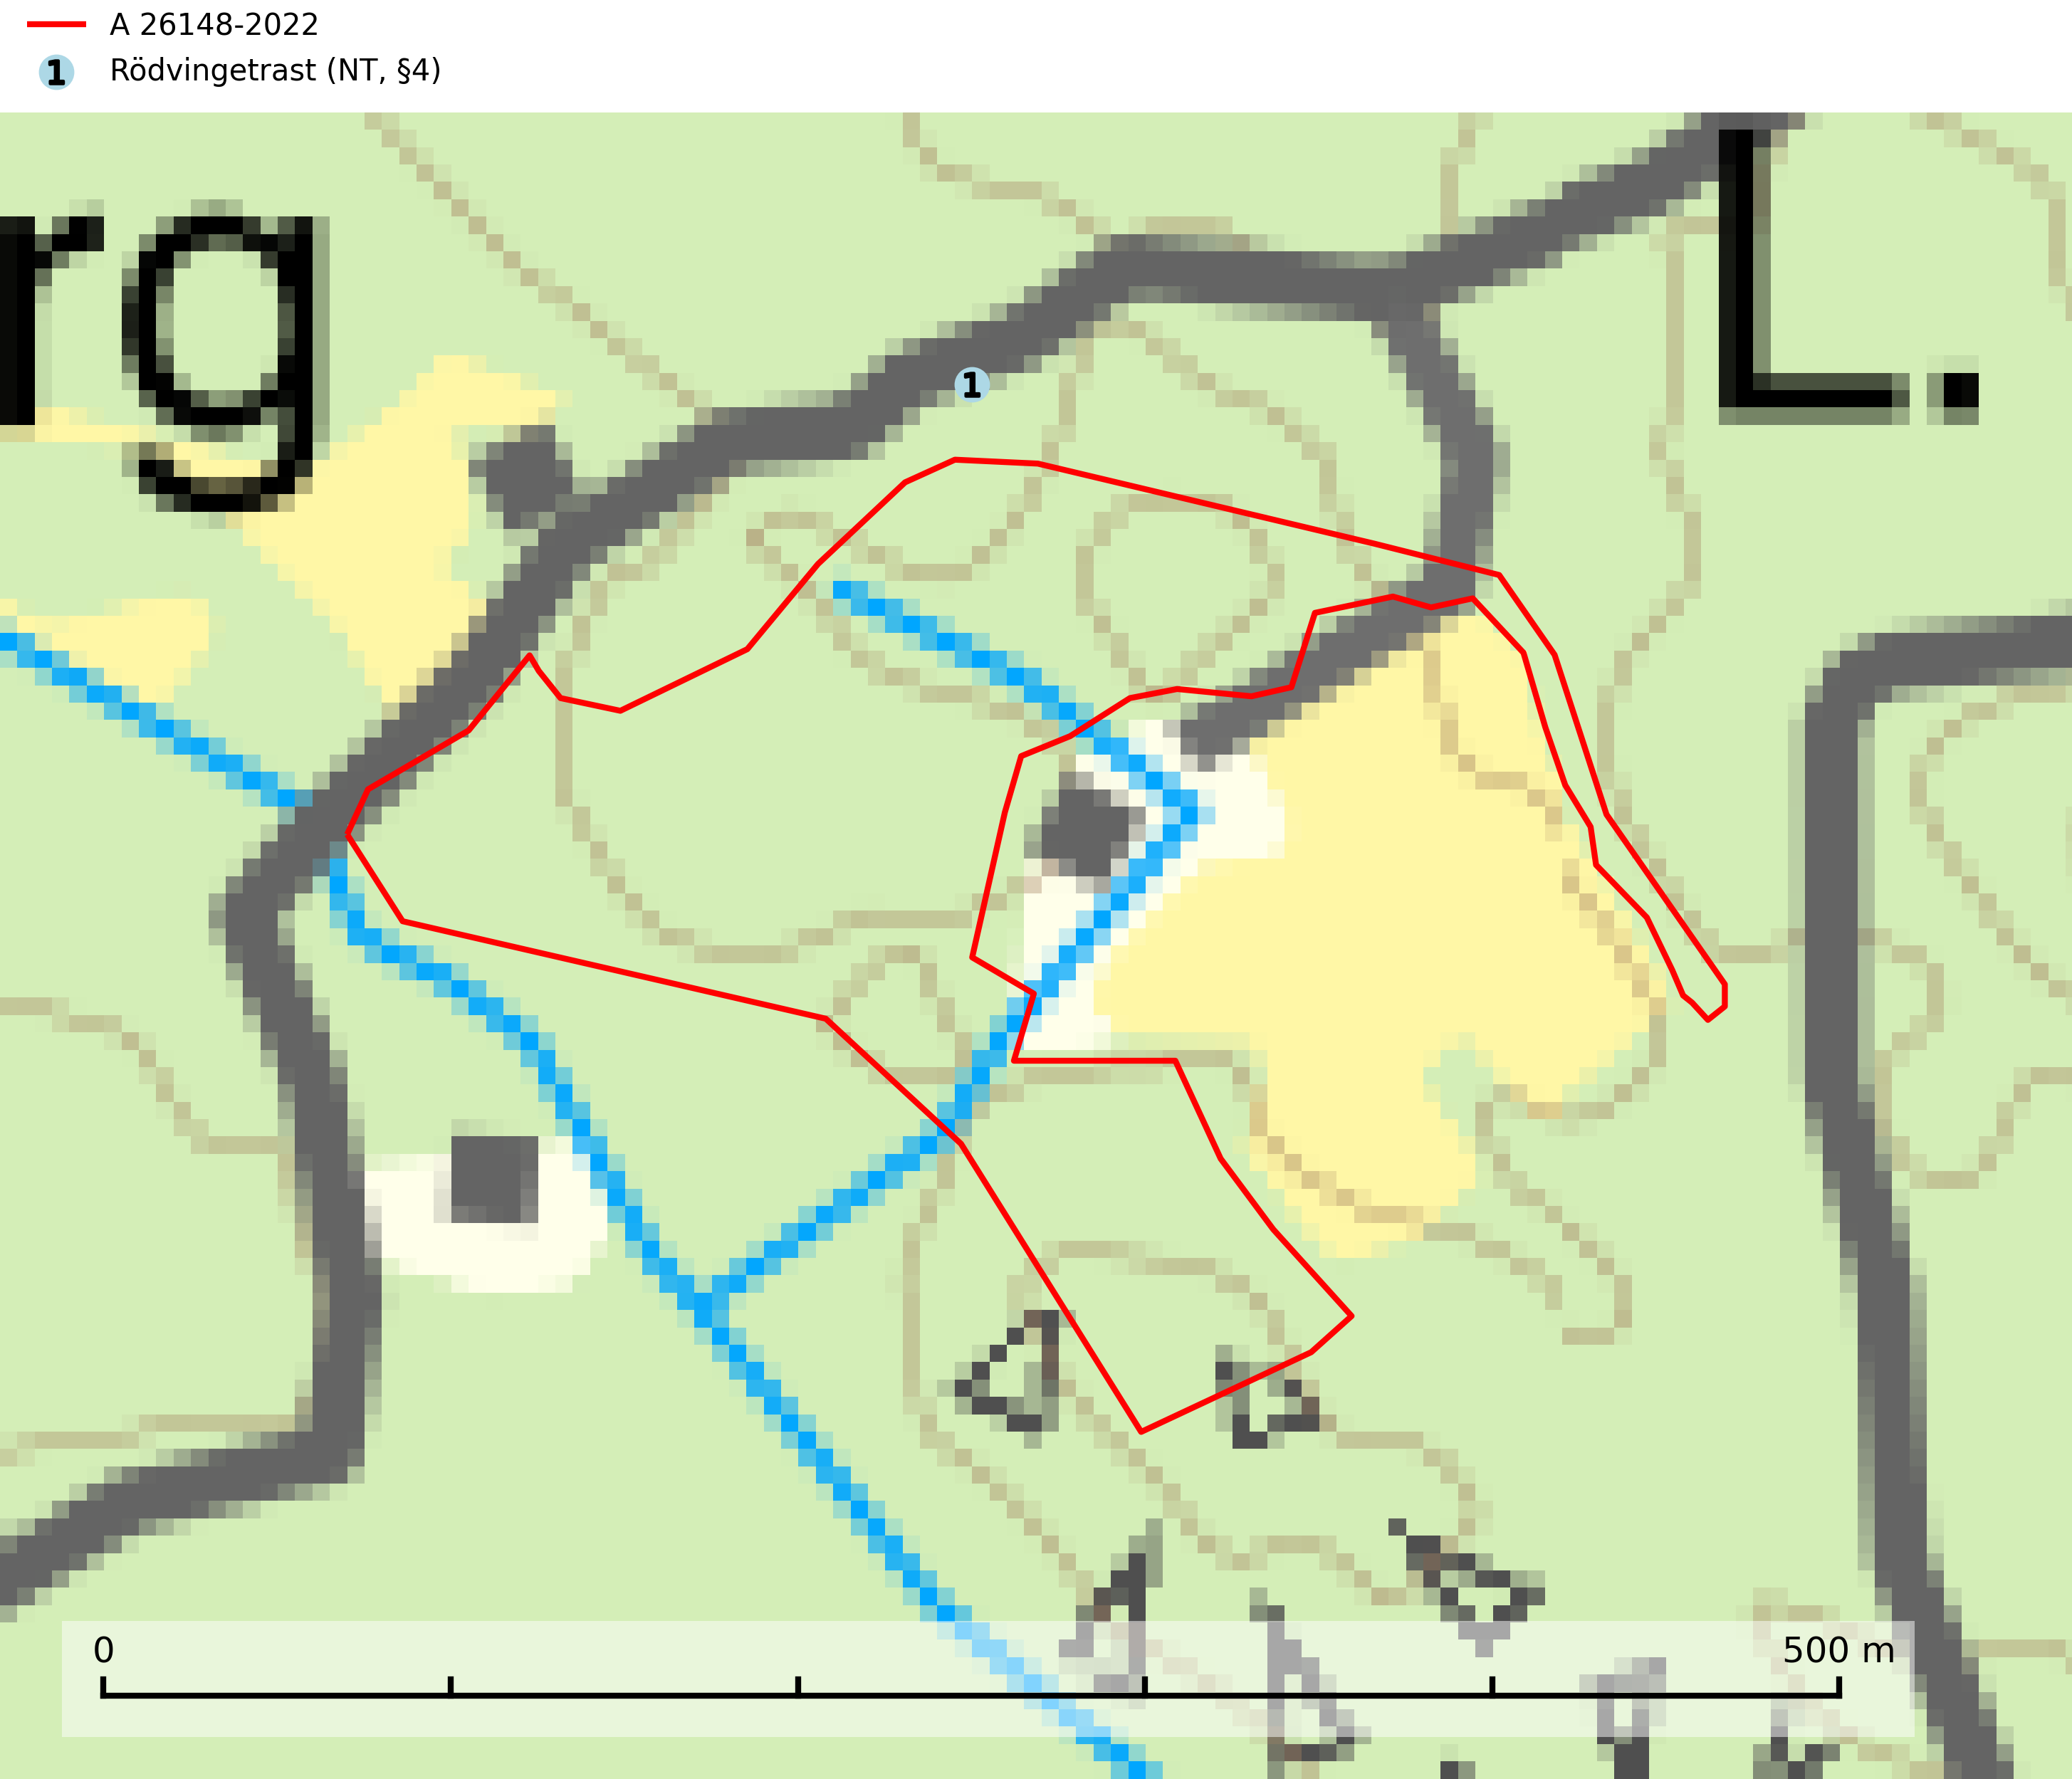 A 26148-2022
1 Rödvingetrast (NT, §4)
rg
L.
1
0 500 m